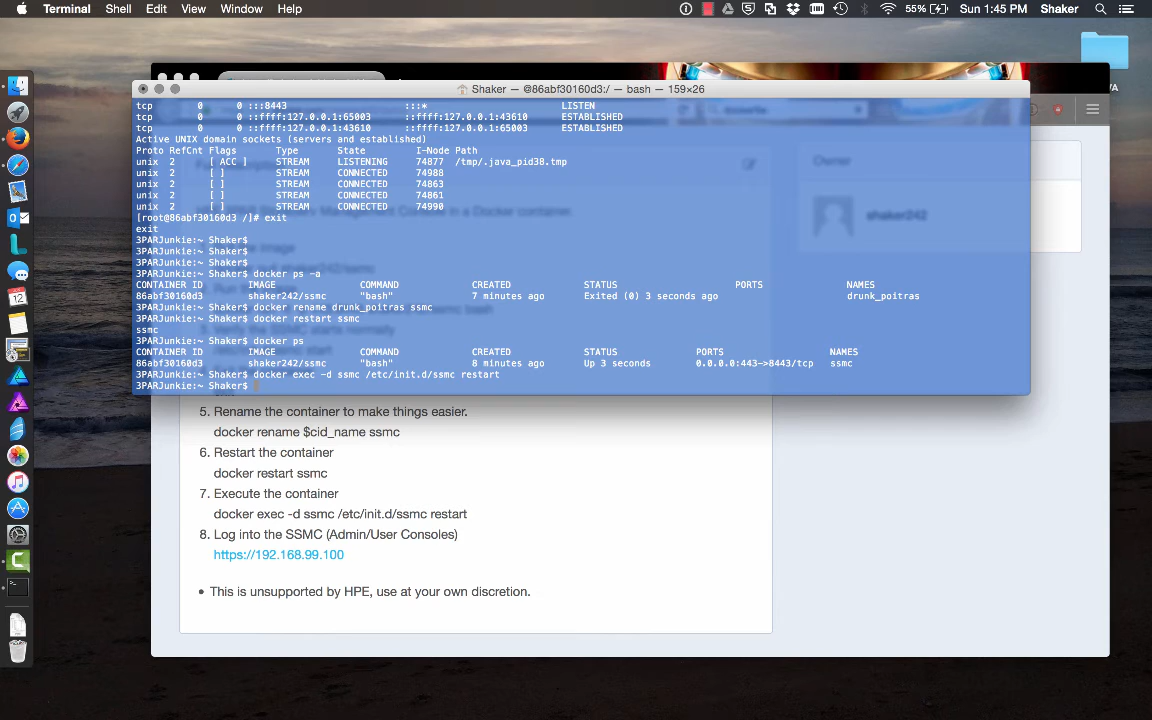 Terminal Shell Edit View Window Help 55% Sun 1:45 PM Shaker
Shaker — @86abf30160d3:/ — bash — 159×26
tcp 0 0 :::8443 :::* LISTEN
tcp 0 0 ::ffff:127.0.0.1:65003 ::ffff:127.0.0.1:43610 ESTABLISHED
tcp 0 0 ::ffff:127.0.0.1:43610 ::ffff:127.0.0.1:65003 ESTABLISHED
Active UNIX domain sockets (servers and established)
Proto RefCnt Flags Type State I-Node Path
unix 2 [ ACC ] STREAM LISTENING 74877 /tmp/.java_pid38.tmp
unix 2 [ ] STREAM CONNECTED 74988
unix 2 [ ] STREAM CONNECTED 74863
unix 2 [ ] STREAM CONNECTED 74861
unix 2 [ ] STREAM CONNECTED 74990
[root@86abf30160d3 /]# exit
exit
3PARJunkie:~ Shaker$
3PARJunkie:~ Shaker$
3PARJunkie:~ Shaker$
3PARJunkie:~ Shaker$ docker ps -a
CONTAINER ID IMAGE COMMAND CREATED STATUS PORTS NAMES
86abf30160d3 shaker242/ssmc "bash" 7 minutes ago Exited (0) 3 seconds ago drunk_poitras
3PARJunkie:~ Shaker$ docker rename drunk_poitras ssmc
3PARJunkie:~ Shaker$ docker restart ssmc
ssmc
3PARJunkie:~ Shaker$ docker ps
CONTAINER ID IMAGE COMMAND CREATED STATUS PORTS NAMES
86abf30160d3 shaker242/ssmc "bash" 8 minutes ago Up 3 seconds 0.0.0.0:443->8443/tcp ssmc
3PARJunkie:~ Shaker$ docker exec -d ssmc /etc/init.d/ssmc restart
3PARJunkie:~ Shaker$
Owner
shaker242
5. Rename the container to make things easier.
docker rename $cid_name ssmc
6. Restart the container
docker restart ssmc
7. Execute the container
docker exec -d ssmc /etc/init.d/ssmc restart
8. Log into the SSMC (Admin/User Consoles)
https://192.168.99.100
• This is unsupported by HPE, use at your own discretion.